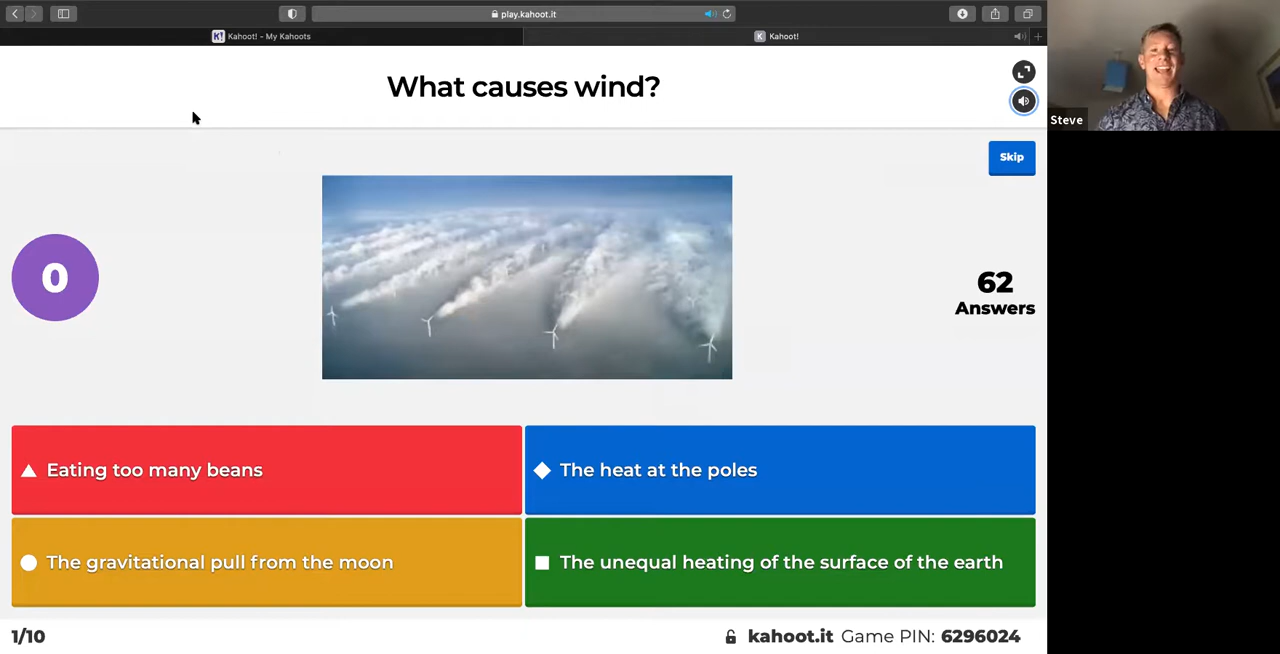 play.kahoot.it
Kahoot! - My Kahoots
Kahoot!
What causes wind?
Steve
Skip
0
62
Answers
Eating too many beans
The heat at the poles
The gravitational pull from the moon
The unequal heating of the surface of the earth
1/10
kahoot.it Game PIN: 6296024